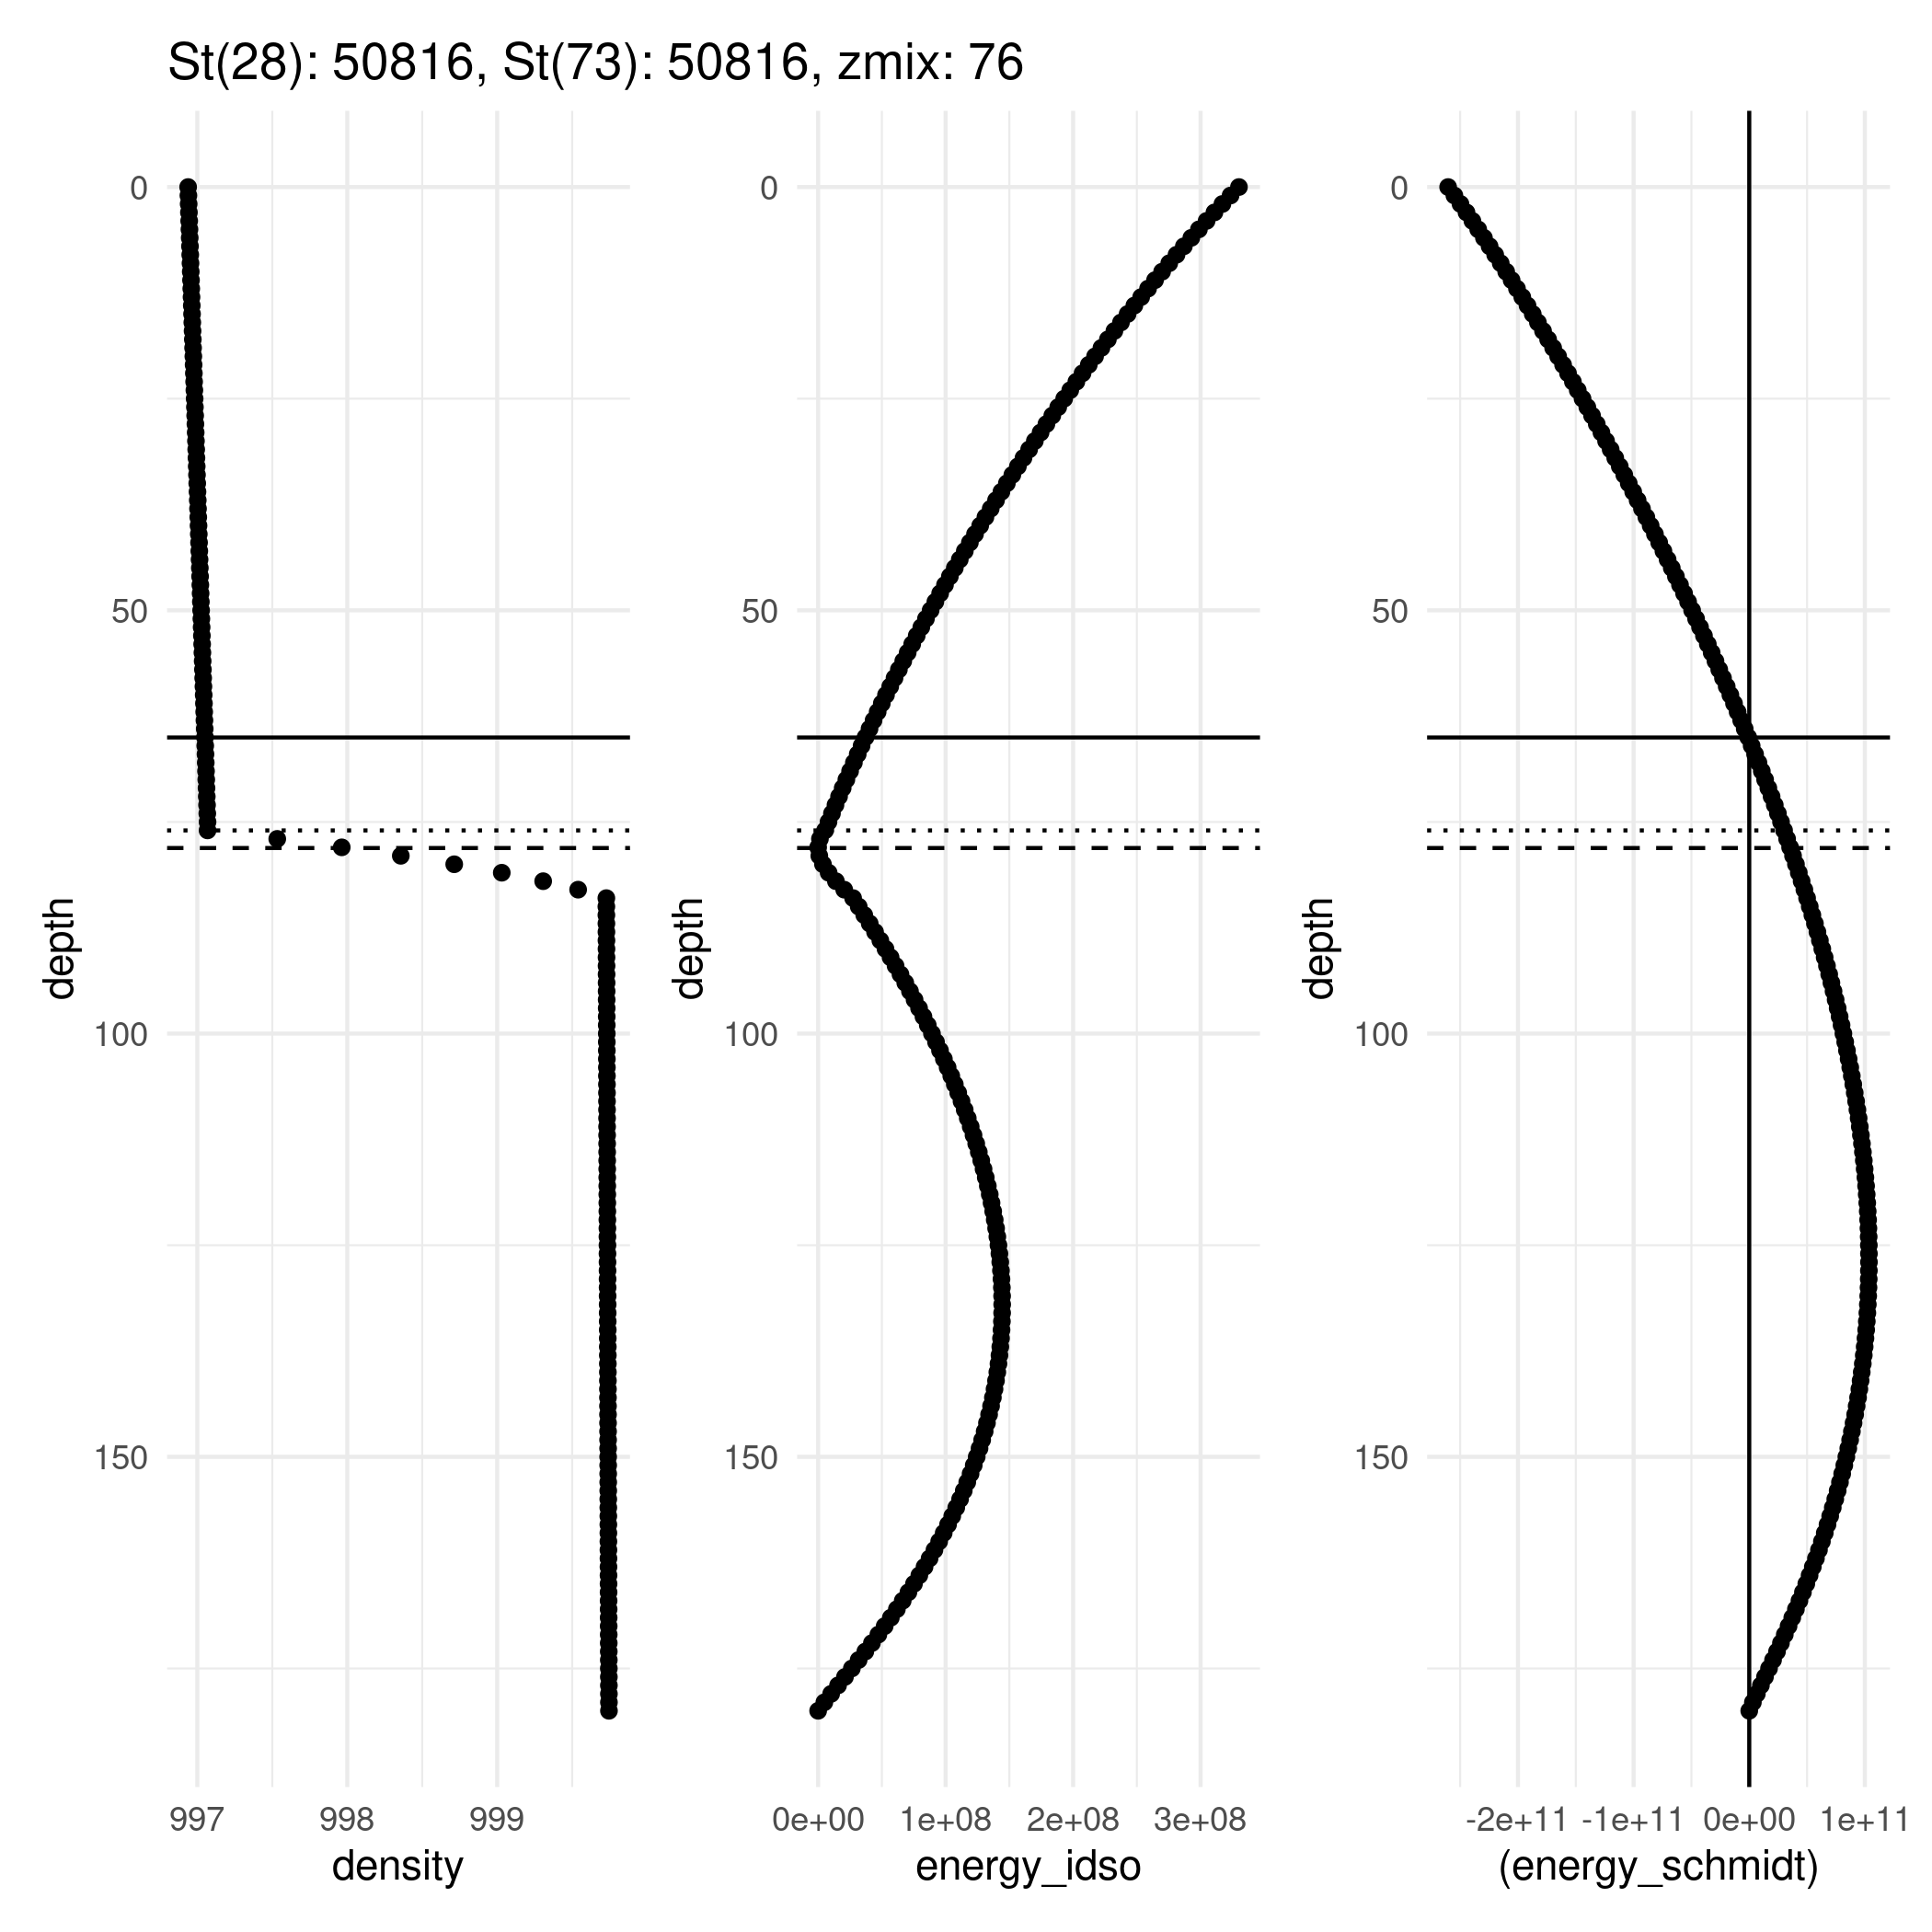 St(28): 50816, St(73): 50816, zmix: 76
0
50
100
150
depth
997 998 999
density
0
50
100
150
depth
0e+00 1e+08 2e+08 3e+08
energy_idso
0
50
100
150
depth
-2e+11 -1e+11 0e+00 1e+11
(energy_schmidt)